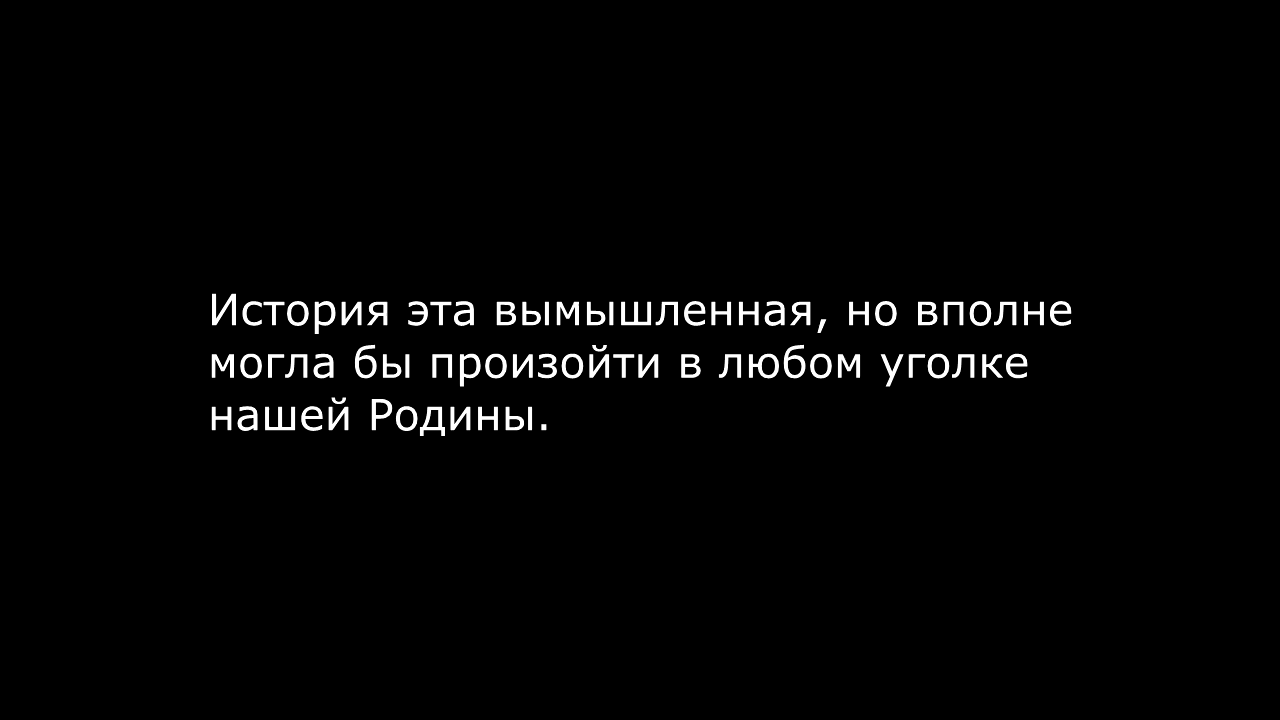 История эта вымышленная, но вполне
могла бы произойти в любом уголке
нашей Родины.